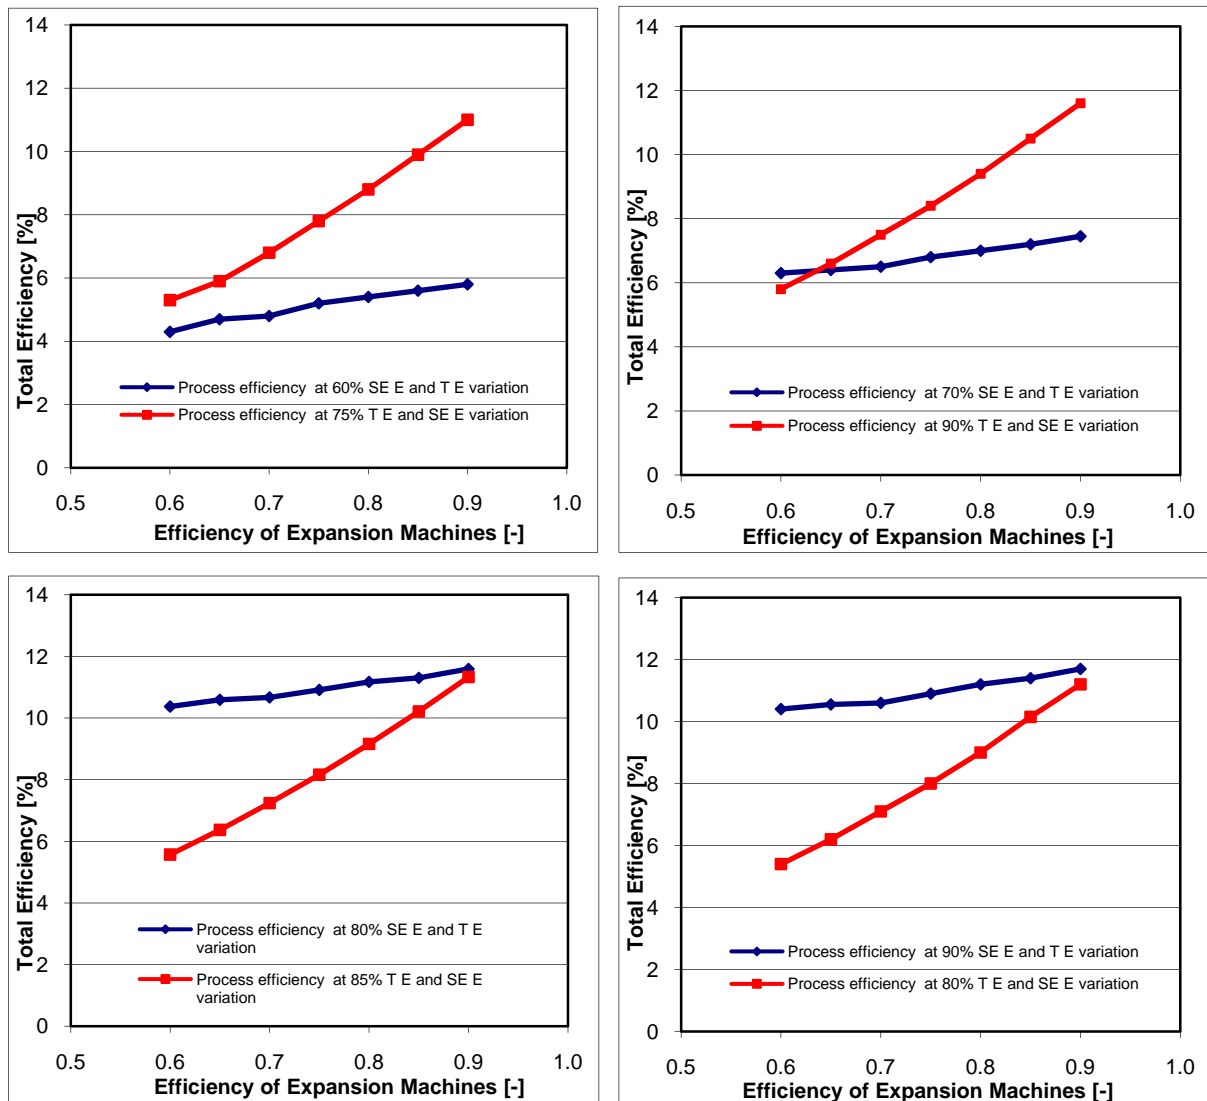 14
12
10
8
6
4
2
0
Total Efficiency [%]
Process efficiency at 60% SE E and T E variation
Process efficiency at 75% T E and SE E variation
0.5 0.6 0.7 0.8 0.9 1.0
Efficiency of Expansion Machines [-]
14
12
10
8
6
4
2
0
Total Efficiency [%]
Process efficiency at 70% SE E and T E variation
Process efficiency at 90% T E and SE E variation
0.5 0.6 0.7 0.8 0.9 1.0
Efficiency of Expansion Machines [-]
14
12
10
8
6
4
2
0
Total Efficiency [%]
Process efficiency at 80% SE E and T E
variation
Process efficiency at 85% T E and SE E
variation
0.5 0.6 0.7 0.8 0.9 1.0
Efficiency of Expansion Machines [-]
14
12
10
8
6
4
2
0
Total Efficiency [%]
Process efficiency at 90% SE E and T E variation
Process efficiency at 80% T E and SE E variation
0.5 0.6 0.7 0.8 0.9 1.0
Efficiency of Expansion Machines [-]